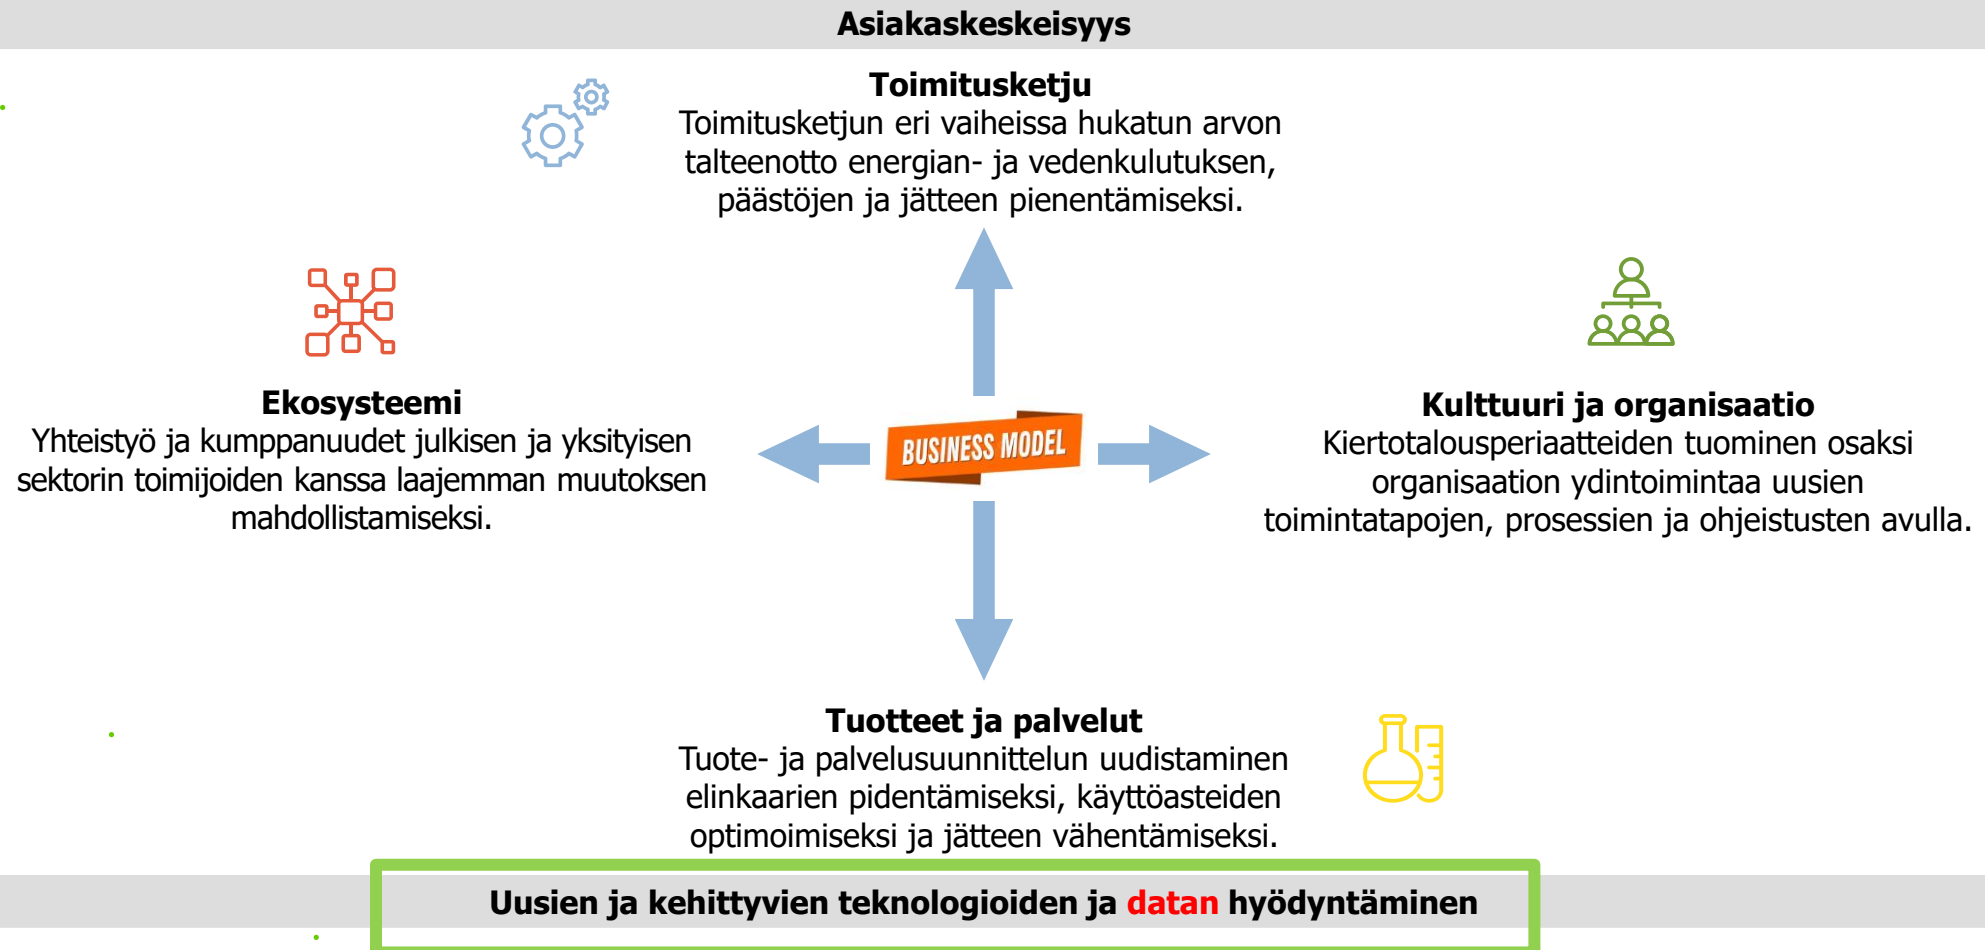 Asiakaskeskeisyys
Toimitusketju
Toimitusketjun eri vaiheissa hukatun arvon
talteenotto energian- ja vedenkulutuksen,
päästöjen ja jätteen pienentämiseksi.
Ekosysteemi
Yhteistyö ja kumppanuudet julkisen ja yksityisen
sektorin toimijoiden kanssa laajemman muutoksen
mahdollistamiseksi.
BUSINESS MODEL
Kulttuuri ja organisaatio
Kiertotalousperiaatteiden tuominen osaksi
organisaation ydintoimintaa uusien
toimintatapojen, prosessien ja ohjeistusten avulla.
Tuotteet ja palvelut
Tuote- ja palvelusuunnittelun uudistaminen
elinkaarien pidentämiseksi, käyttöasteiden
optimoimiseksi ja jätteen vähentämiseksi.
Uusien ja kehittyvien teknologioiden ja datan hyödyntäminen